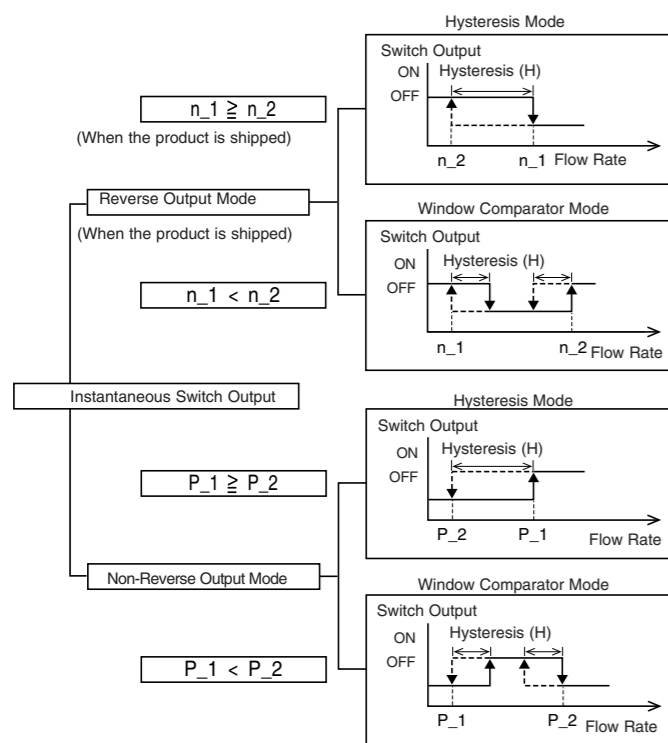 Hysteresis Mode
Switch Output
ON
Hysteresis (H)
OFF
n_1 ≧ n_2
(When the product is shipped)
n_2
n_1
Flow Rate
Reverse Output Mode
(When the product is shipped)
Window Comparator Mode
Switch Output
ON
Hysteresis (H)
OFF
n_1 < n_2
n_1
n_2
Flow Rate
Instantaneous Switch Output
Hysteresis Mode
Switch Output
ON
Hysteresis (H)
OFF
P_1 ≧ P_2
P_2
P_1
Flow Rate
Non-Reverse Output Mode
Window Comparator Mode
Switch Output
ON
Hysteresis (H)
OFF
P_1 < P_2
P_1
P_2
Flow Rate